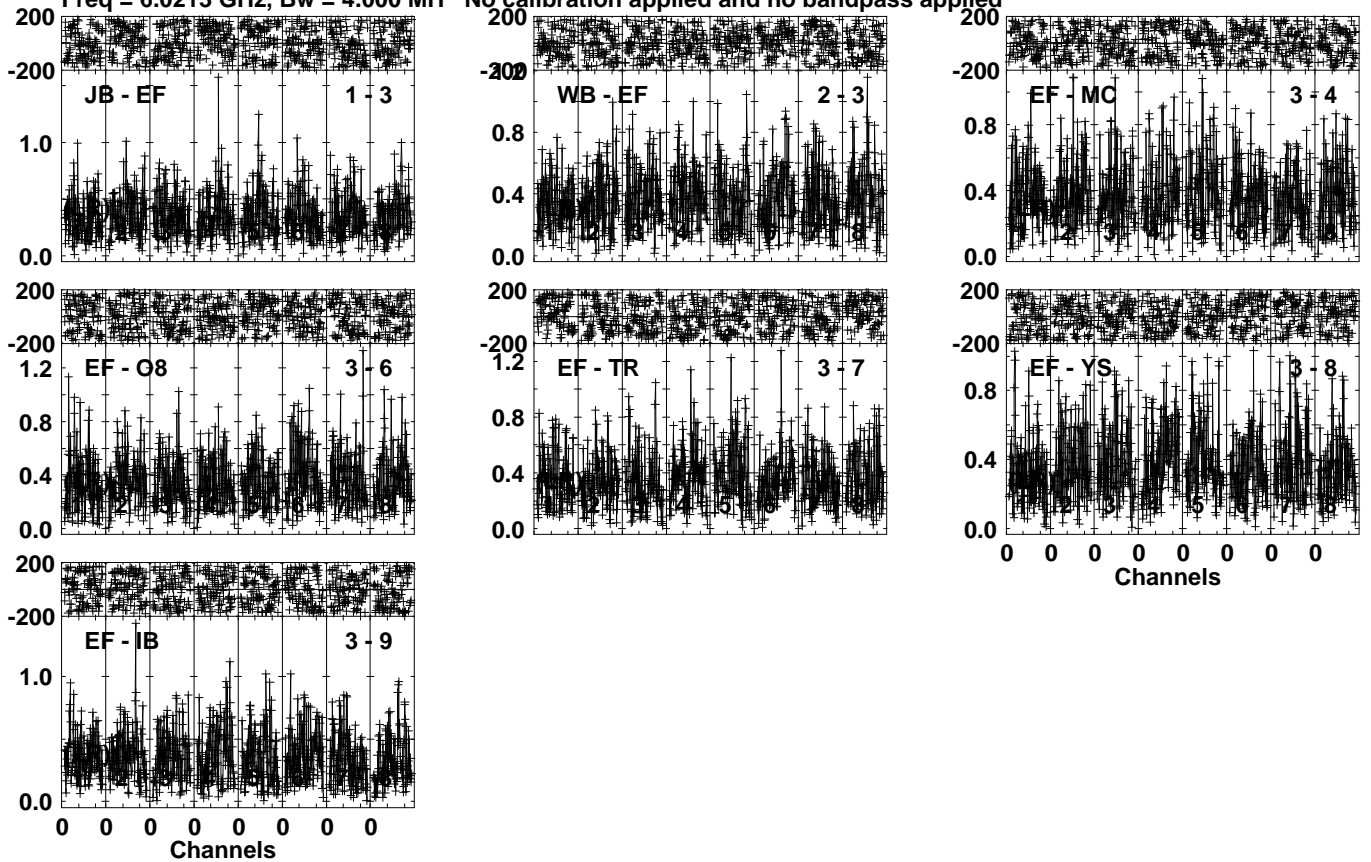 Freq = 6.0213 GHz, Bw = 4.000 MH No calibration applied and no bandpass applied
200 200 200
-200 -200 1.2 -200
JB - EF 1 - 3 WB - EF 2 - 3 EF - MC 3 - 4
1.0 0.8 0.8
0.4 0.4
0.0 0.0 0.0
200 200 200
-200 -200 -200
EF - O8 3 - 6 EF - TR 3 - 7 EF - YS 3 - 8
1.2 1.2
0.8 0.8 0.8
0.4 0.4 0.4
0.0 0.0 0.0
0 0 0 0 0 0 0 0
Channels
200
-200
EF - IB 3 - 9
1.0
0.0
0 0 0 0 0 0 0 0
Channels